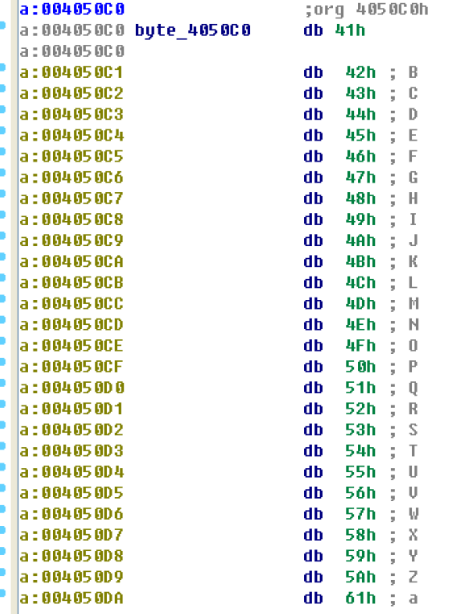 a:004050C0 ;org 4050C0h
a:004050C0 byte_4050C0 db 41h
a:004050C0
a:004050C1 db 42h ; B
a:004050C2 db 43h ; C
a:004050C3 db 44h ; D
a:004050C4 db 45h ; E
a:004050C5 db 46h ; F
a:004050C6 db 47h ; G
a:004050C7 db 48h ; H
a:004050C8 db 49h ; I
a:004050C9 db 4Ah ; J
a:004050CA db 4Bh ; K
a:004050CB db 4Ch ; L
a:004050CC db 4Dh ; M
a:004050CD db 4Eh ; N
a:004050CE db 4Fh ; O
a:004050CF db 50h ; P
a:004050D0 db 51h ; Q
a:004050D1 db 52h ; R
a:004050D2 db 53h ; S
a:004050D3 db 54h ; T
a:004050D4 db 55h ; U
a:004050D5 db 56h ; V
a:004050D6 db 57h ; W
a:004050D7 db 58h ; X
a:004050D8 db 59h ; Y
a:004050D9 db 5Ah ; Z
a:004050DA db 61h ; a